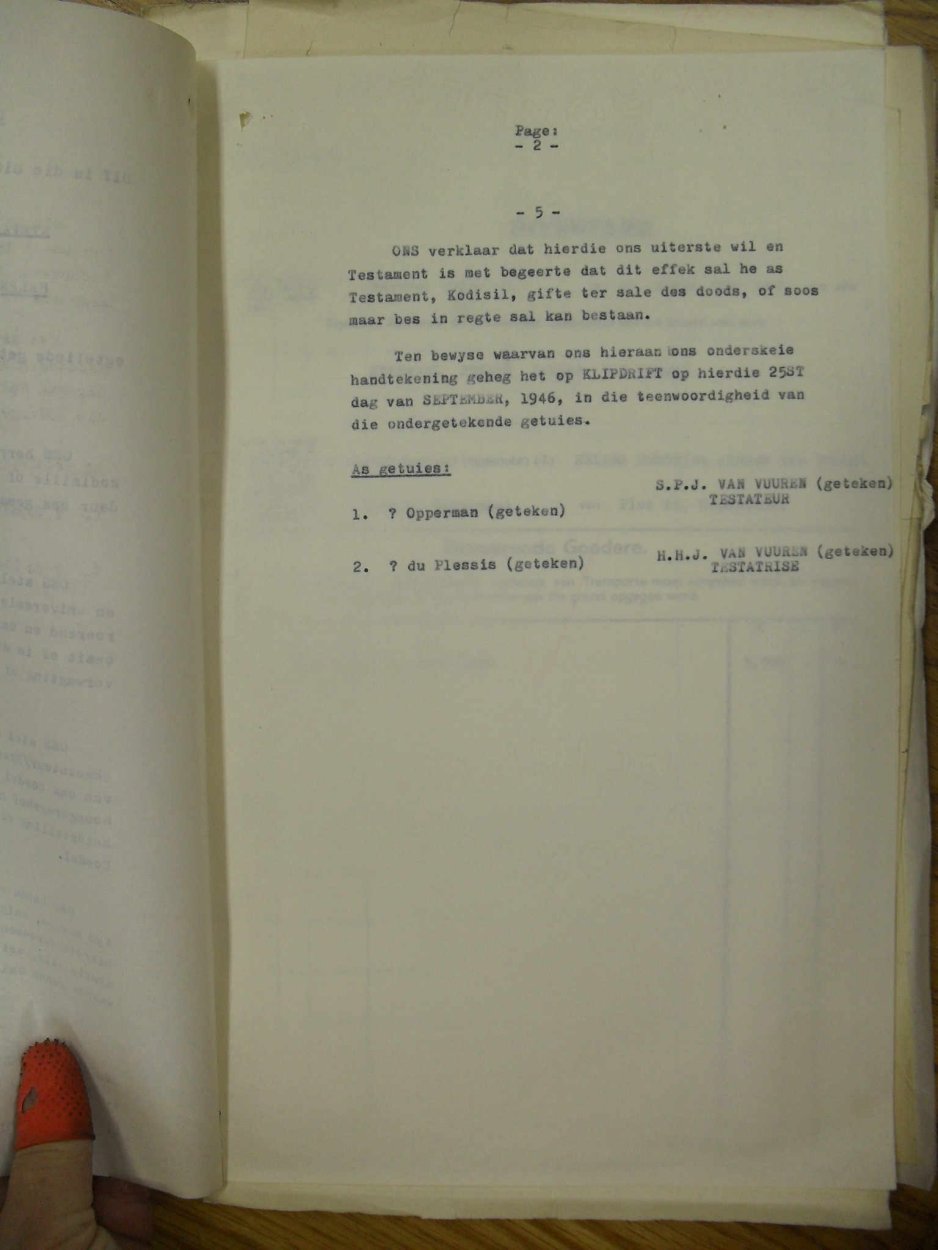 Page:
- 2 -
- 5 -
ONS verklaar dat hierdie ons uiterste wil en
Testament is met begeerte dat dit effek sal he as
Testament, Kodisil, gifte ter sale des doods, of soos
maar bes in regte sal kan bestaan.
Ten bewyse waarvan ons hieraan ons onderskeie
handtekening geheg het op KLIPDRIFT op hierdie 25ST
dag van SEPTEMBER, 1946, in die teenwoordigheid van
die ondergetekende getuies.
As getuies:
S.P.J. VAN VUUREN (geteken)
TESTATEUR
1. ? Opperman (geteken)
H.H.J. VAN VUUREN (geteken)
TESTATRISE
2. ? du Plessis (geteken)